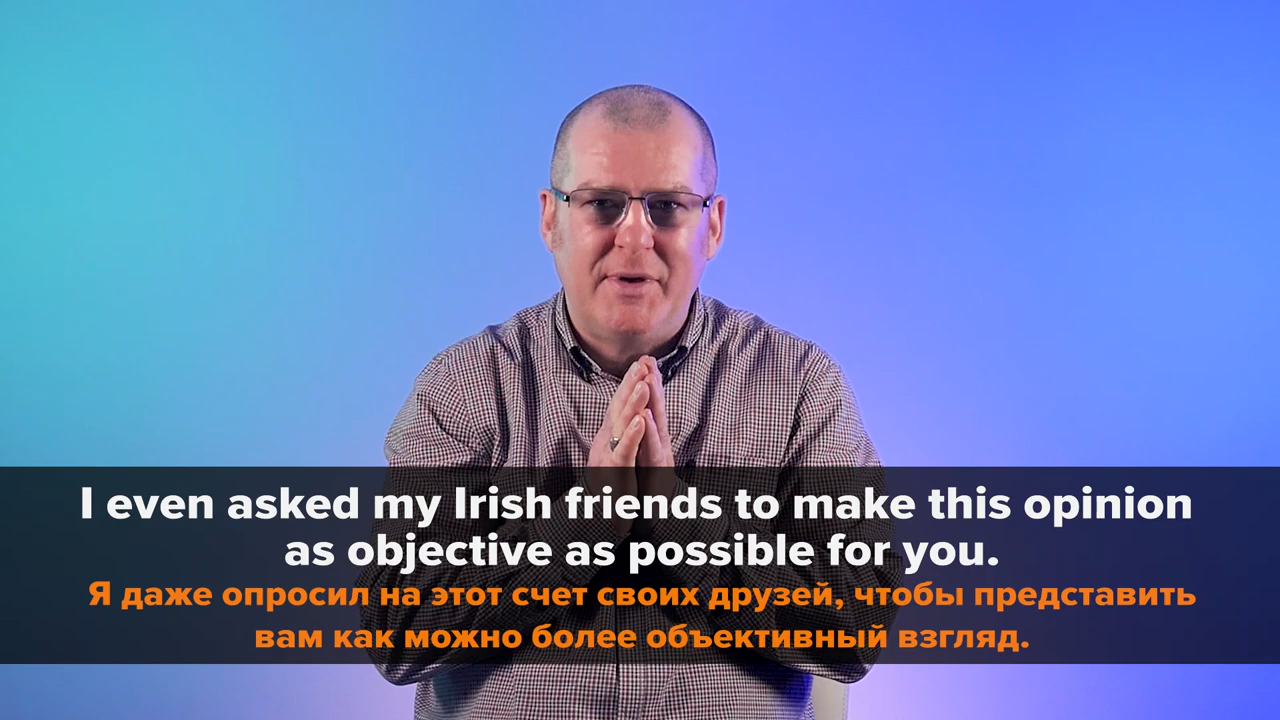 I even asked my Irish friends to make this opinion
as objective as possible for you.
Я даже опросил на этот счет своих друзей, чтобы представить
вам как можно более объективный взгляд.